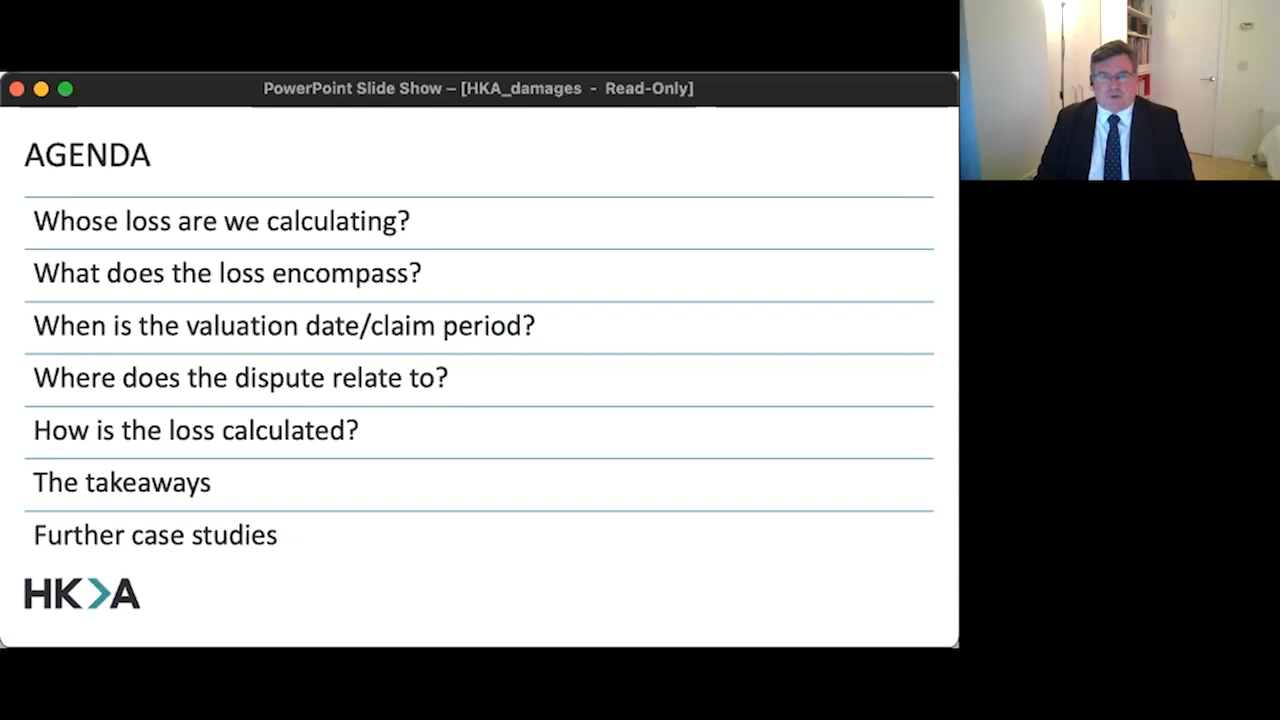 PowerPoint Slide Show – [HKA_damages - Read-Only]
AGENDA
Whose loss are we calculating?
What does the loss encompass?
When is the valuation date/claim period?
Where does the dispute relate to?
How is the loss calculated?
The takeaways
Further case studies
HKA